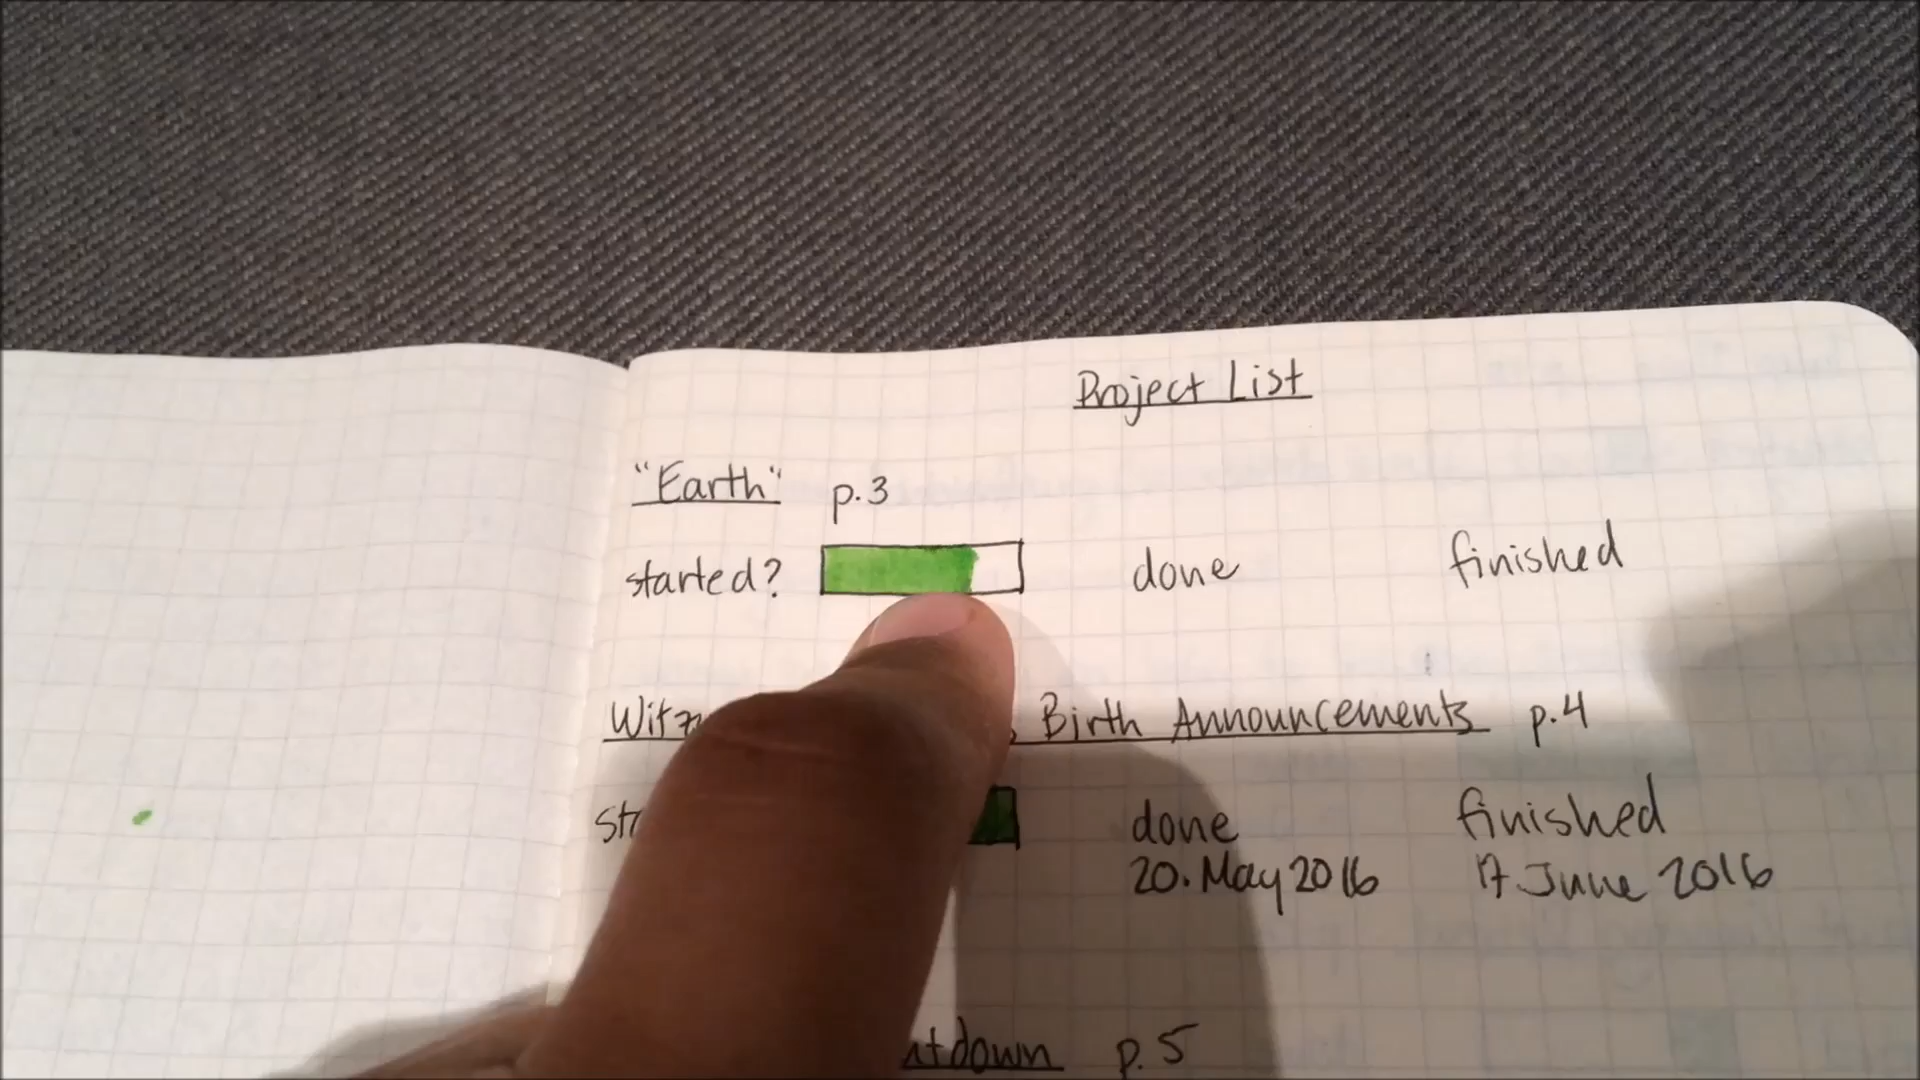 Project List
"Earth" p.3
started? done finished
Birth Announcements p.4
done finished
20. May 2016 17 June 2016
p.5